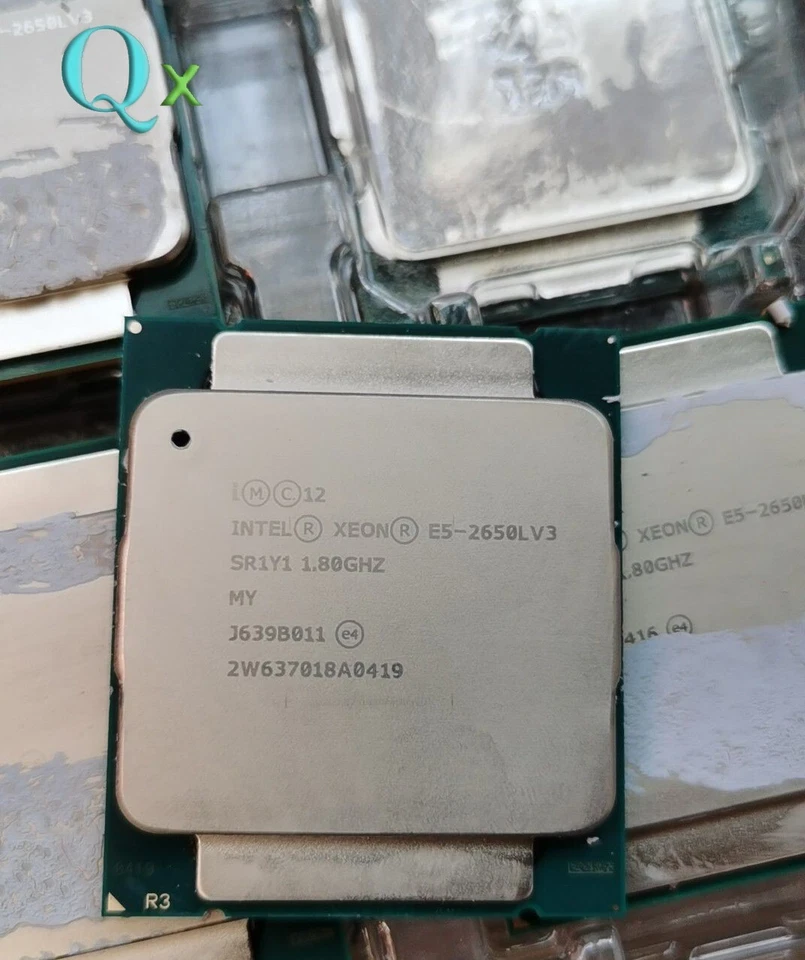 -2650LV3
Qx
i Ⓜ Ⓒ 12
INTEL® XEON® E5-2650LV3
SR1Y1 1.80GHZ
MY
J639B011 e4
2W637018A0419
XEON® E5-2650
.80GHZ
416 e4
R3